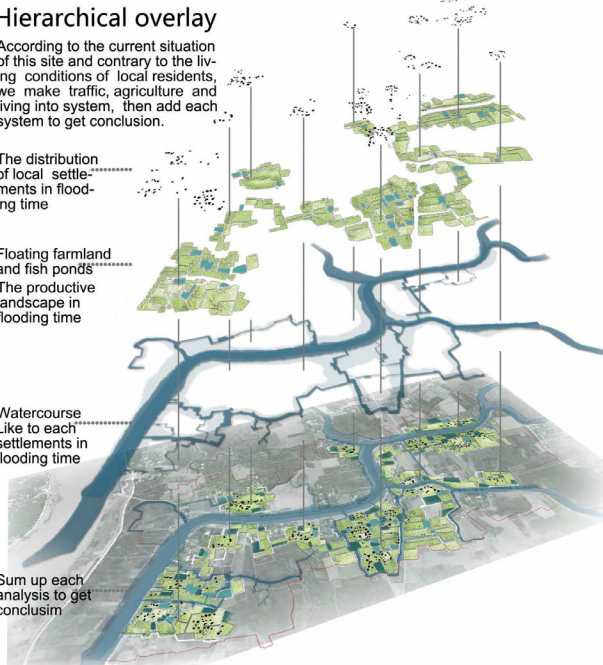 Hierarchical overlay
According to the current situation
of this site and contrary to the liv-
ng conditions of local residents,
we make traffic, agriculture and
iving into system, then add each
system to get conclusion.
The distribution
of local settle-
ments in flood-
ng time
Floating farmland
and fish ponds
The productive
landscape in
flooding time
Watercourse
Like to each
settlements in
flooding time
Sum up each
analysis to get
conclusim